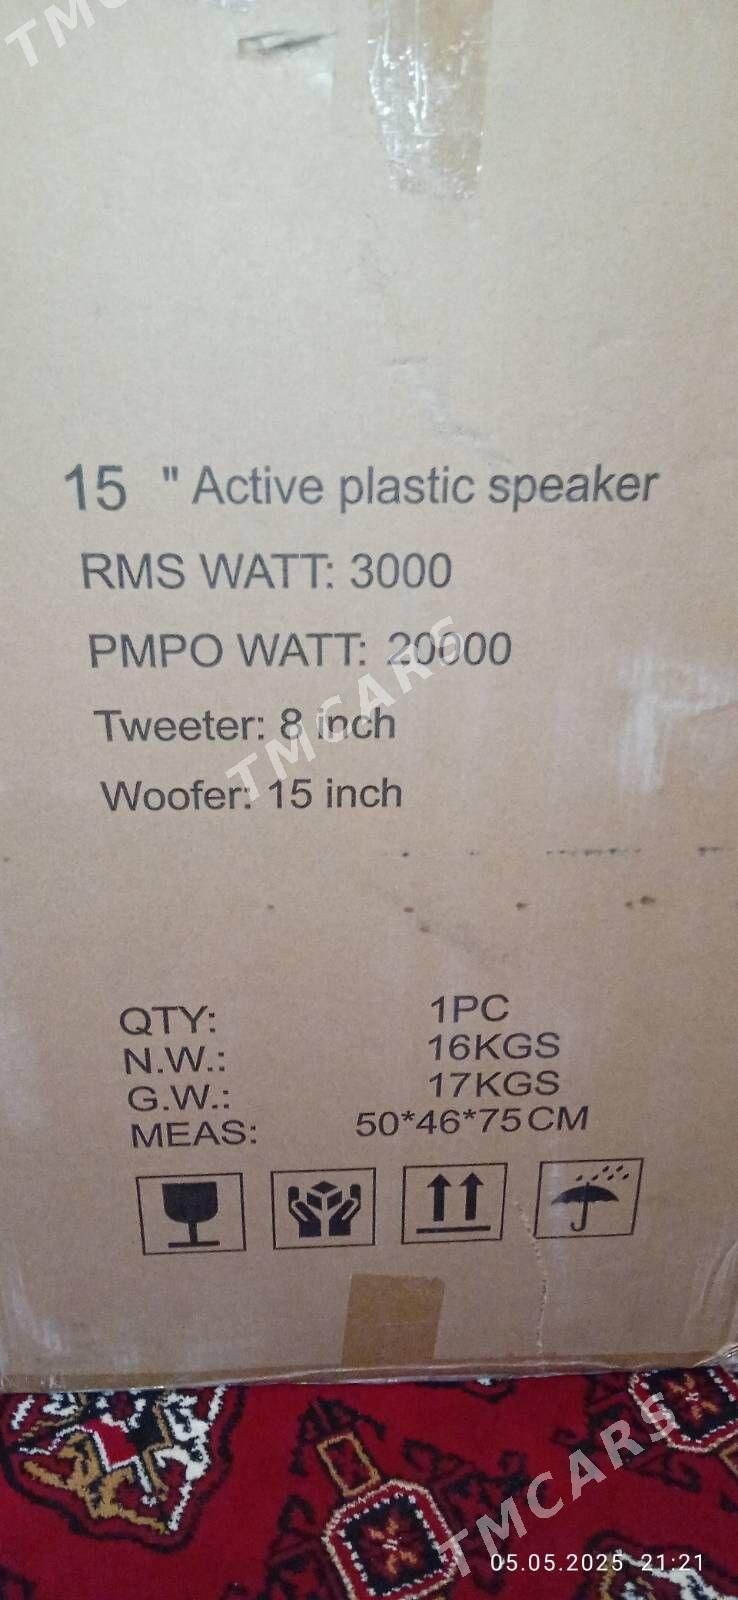 TMCARS
15 " Active plastic speaker
RMS WATT: 3000
PMPO WATT: 20000
Tweeter: 8 inch
Woofer: 15 inch
TMCARS
QTY: 1PC
N.W.: 16KGS
G.W.: 17KGS
MEAS: 50*46*75CM
TMCARS
05.05.2025 21:21